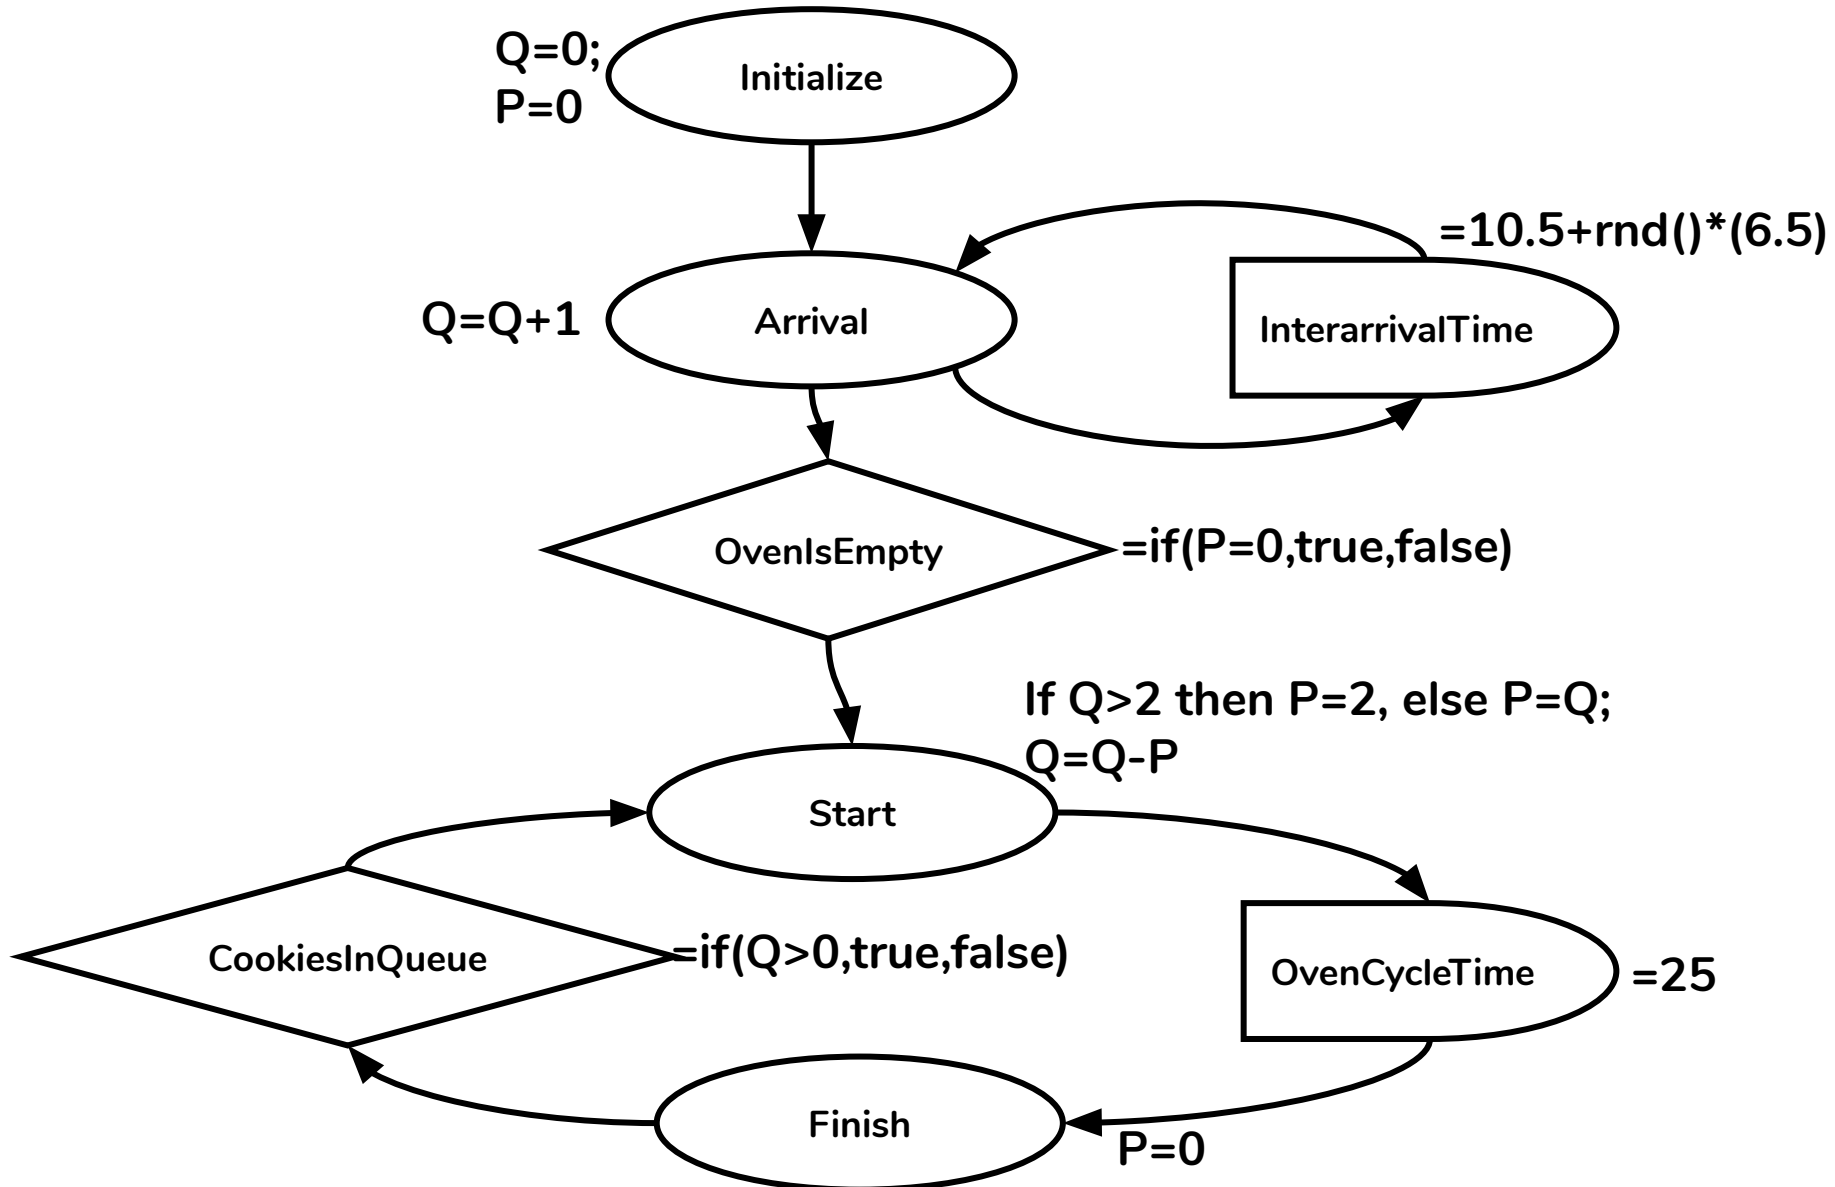 Q=0;
P=0
Initialize
=10.5+rnd()*(6.5)
Q=Q+1
Arrival
InterarrivalTime
OvenIsEmpty
=if(P=0,true,false)
If Q>2 then P=2, else P=Q;
Q=Q-P
Start
CookiesInQueue
=if(Q>0,true,false)
OvenCycleTime
=25
Finish
P=0